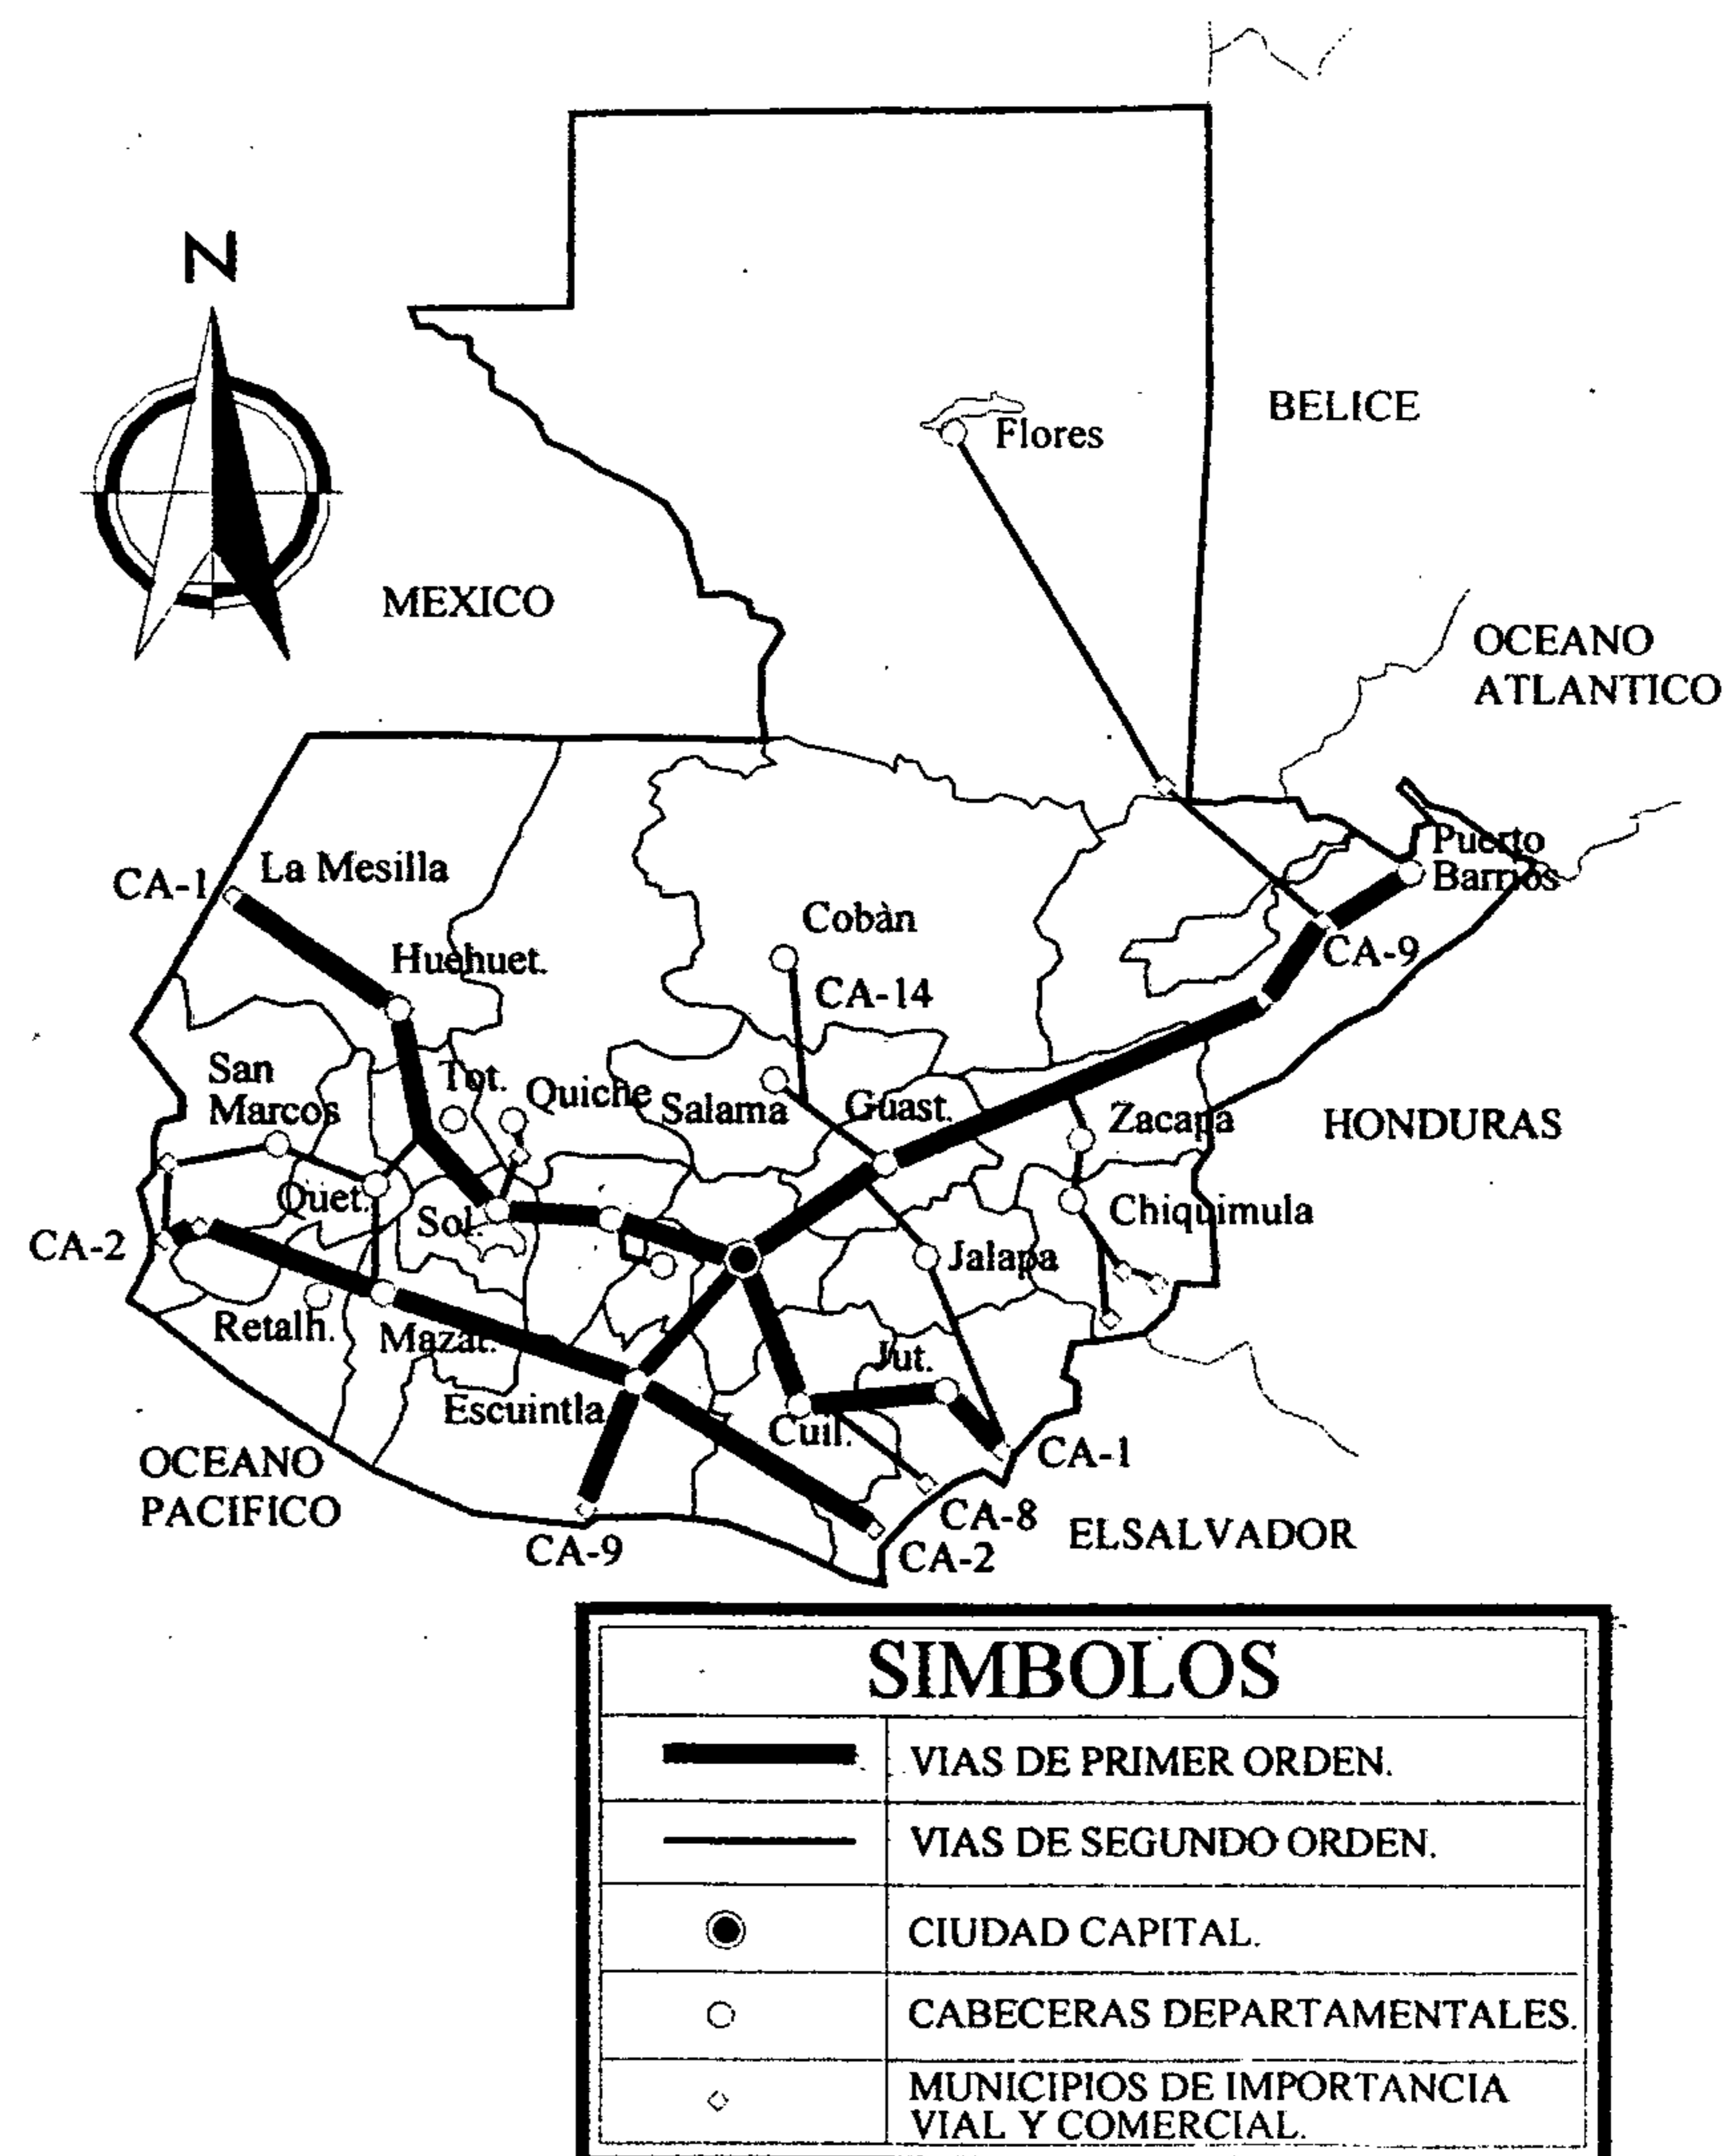 N
BELICE
Flores
MEXICO
OCEANO
ATLANTICO
Puerto
Barrios
CA-1
La Mesilla
Cobàn
CA-9
Huehuet.
CA-14
San
Marcos
Tot.
Quiche
Salama
Guast.
Zacapa
HONDURAS
Quet.
Sol.
Chiquimula
CA-2
Jalapa
Retalh.
Mazat.
Jut.
Escuintla
Cuil.
CA-1
OCEANO
PACIFICO
CA-8
ELSALVADOR
CA-9
CA-2
SIMBOLOS
VIAS DE PRIMER ORDEN.
VIAS DE SEGUNDO ORDEN.
CIUDAD CAPITAL.
CABECERAS DEPARTAMENTALES.
MUNICIPIOS DE IMPORTANCIA
VIAL Y COMERCIAL.